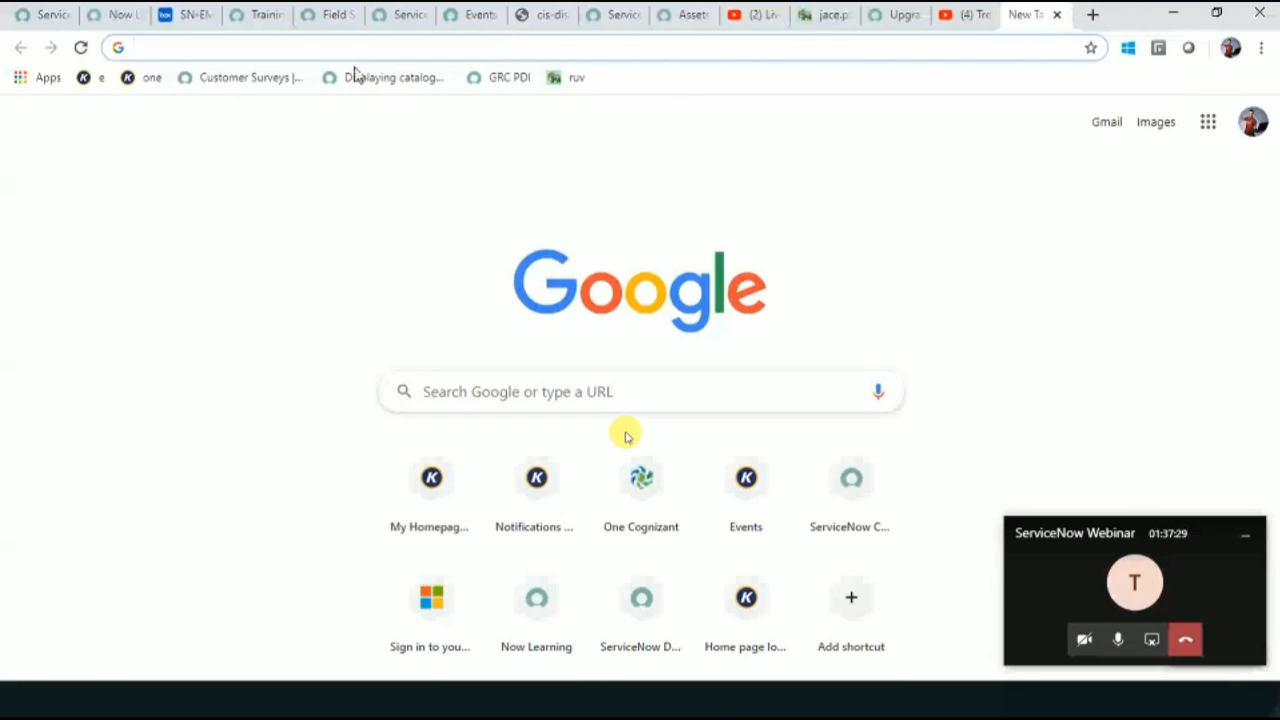 Servic Now L SN-EM Trainin Field S Servic Events cis-dis Servic Assets (2) Liv jace.p Upgra (4) Tre New Ta
Apps e one Customer Surveys |... Displaying catalog... GRC PDI ruv
Gmail Images
Google
Search Google or type a URL
My Homepag... Notifications ... One Cognizant Events ServiceNow C...
Sign in to you... Now Learning ServiceNow D... Home page lo... Add shortcut
ServiceNow Webinar 01:37:29
T